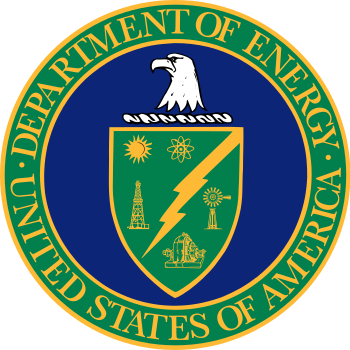 DEPARTMENT OF ENERGY
UNITED STATES OF AMERICA